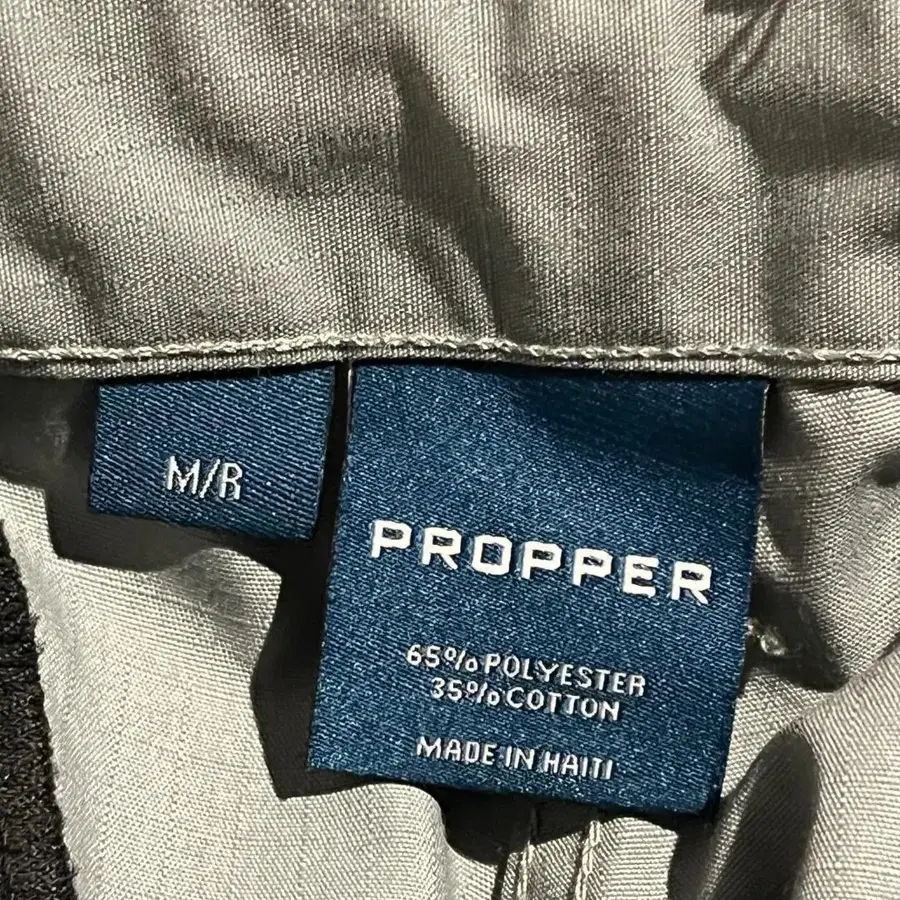 M/R
PROPPER
65% POLYESTER
35% COTTON
MADE IN HAITI